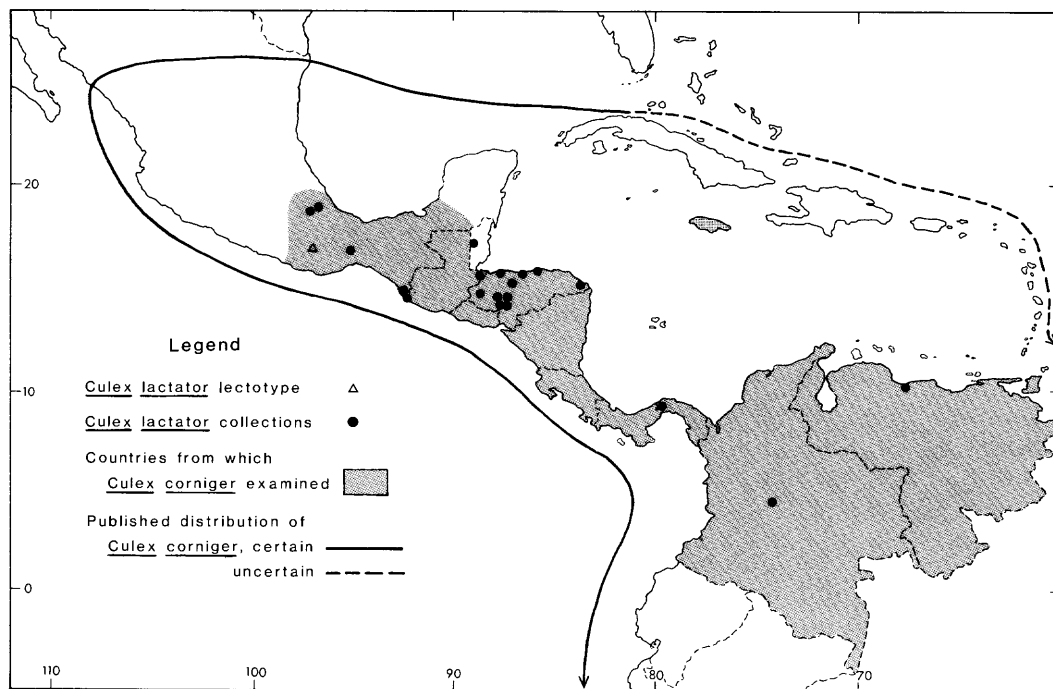 20
10
0
Legend
Culex lactator lectotype
Culex lactator collections
Countries from which
Culex corniger examined
Published distribution of
Culex corniger, certain
uncertain
110
100
90
80
70